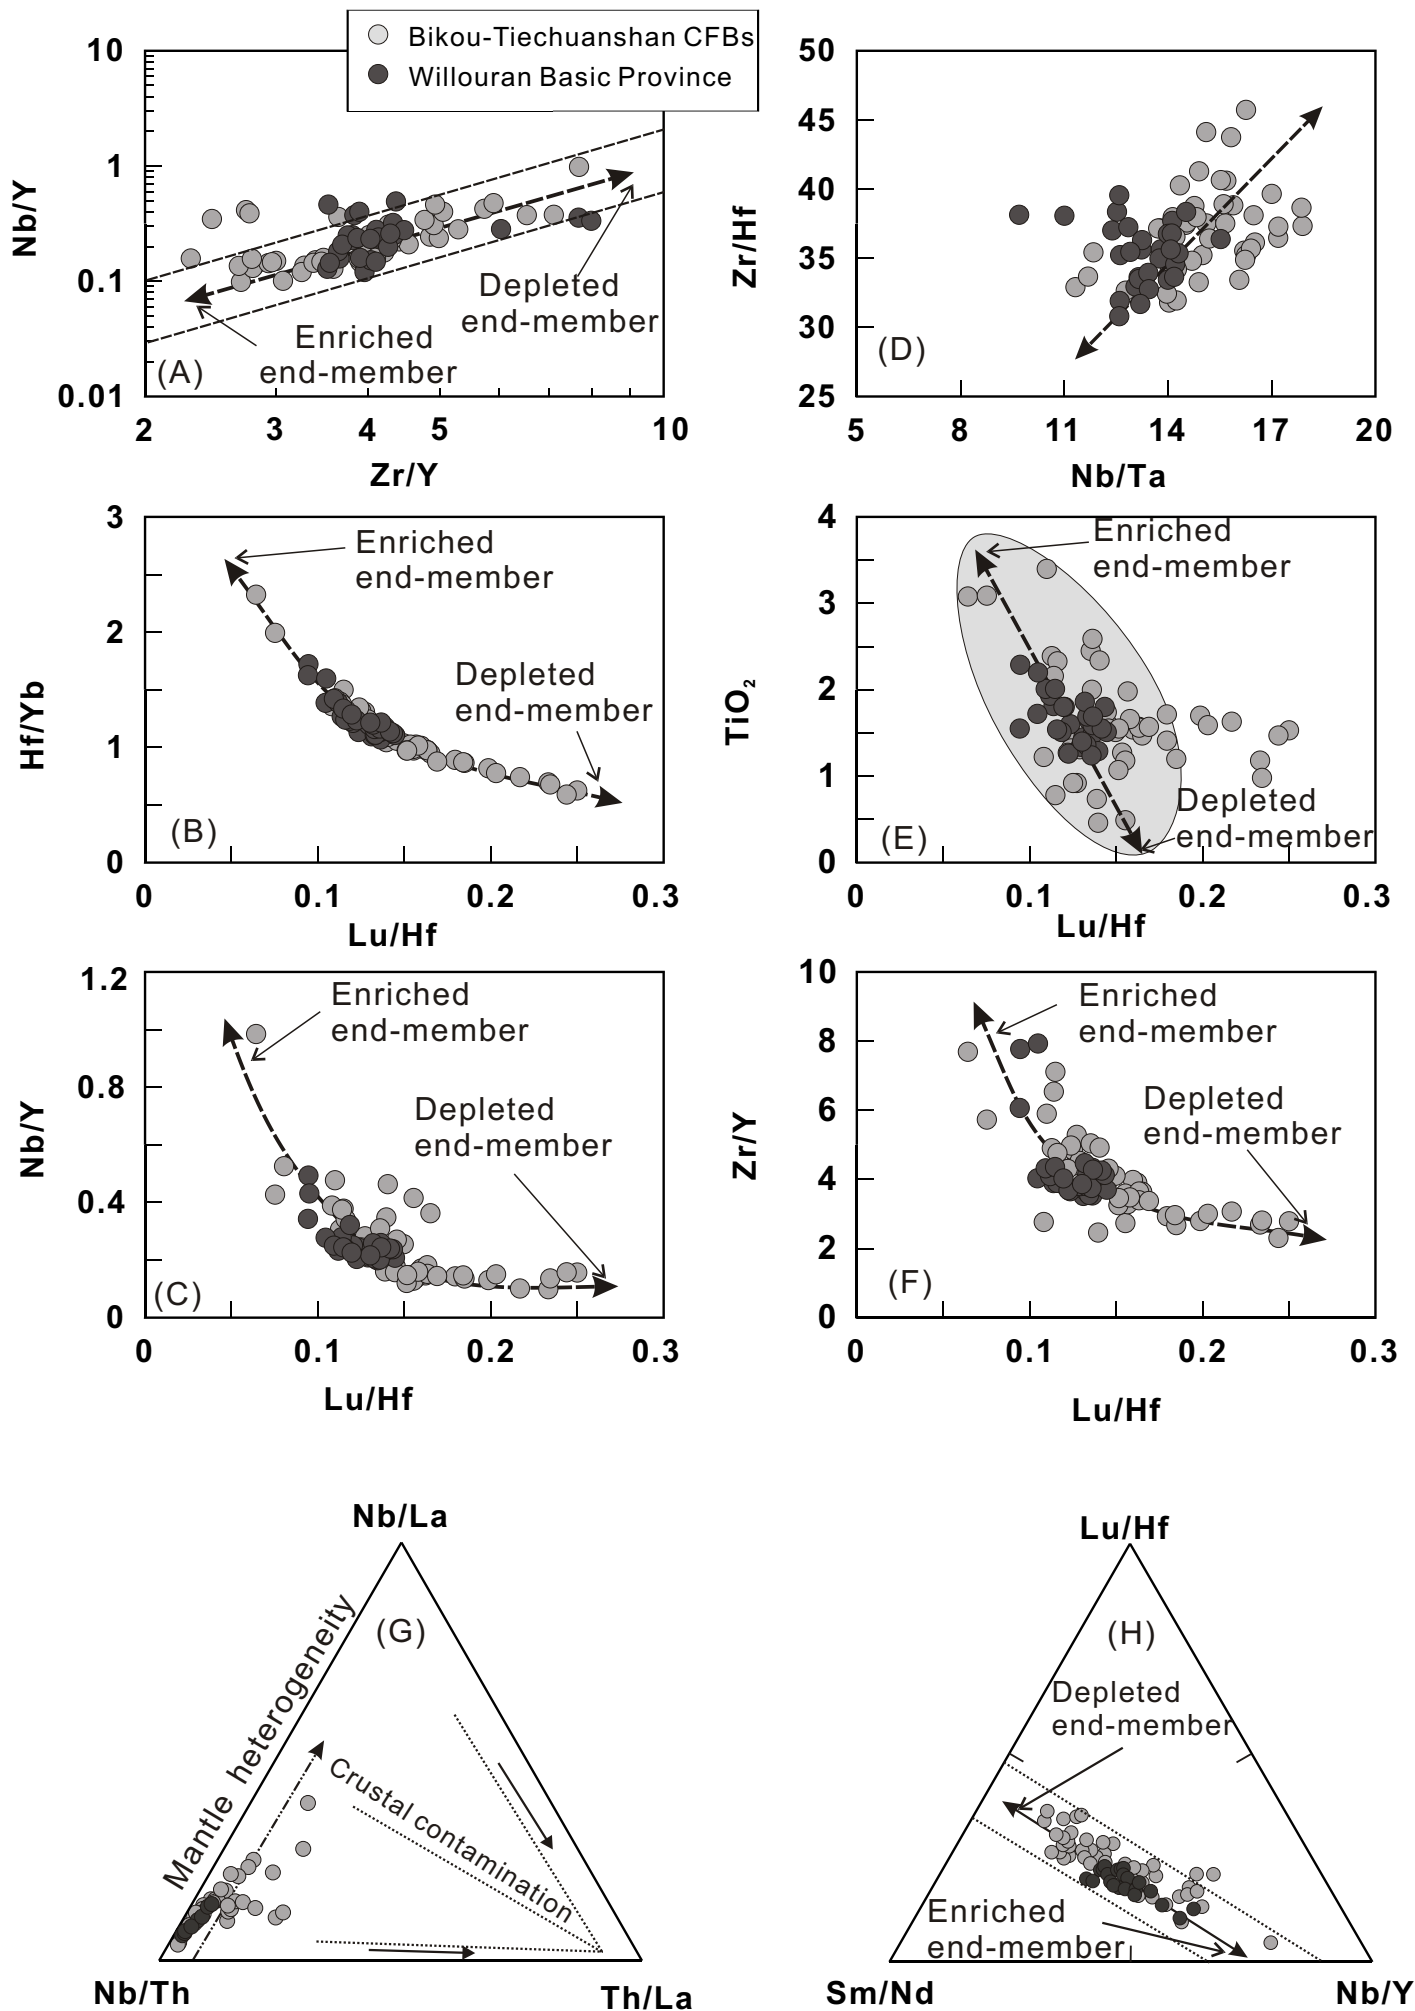 Bikou-Tiechuanshan CFBs
Willouran Basic Province
10
1
0.1
0.01
Nb/Y
2
3
4
5
10
Zr/Y
Depleted
end-member
Enriched
end-member
(A)
50
45
40
35
30
25
Zr/Hf
(D)
5
8
11
14
17
20
Nb/Ta
3
2
1
0
Hf/Yb
Enriched
end-member
Depleted
end-member
(B)
0
0.1
0.2
0.3
Lu/Hf
4
3
2
1
0
TiO₂
Enriched
end-member
Depleted
end-member
(E)
0
0.1
0.2
0.3
Lu/Hf
1.2
0.8
0.4
0
Nb/Y
Enriched
end-member
Depleted
end-member
(C)
0
0.1
0.2
0.3
Lu/Hf
10
8
6
4
2
0
Zr/Y
Enriched
end-member
Depleted
end-member
(F)
0
0.1
0.2
0.3
Lu/Hf
Nb/La
(G)
Mantle heterogeneity
Crustal contamination
Nb/Th
Th/La
Lu/Hf
(H)
Depleted
end-member
Enriched
end-member
Sm/Nd
Nb/Y